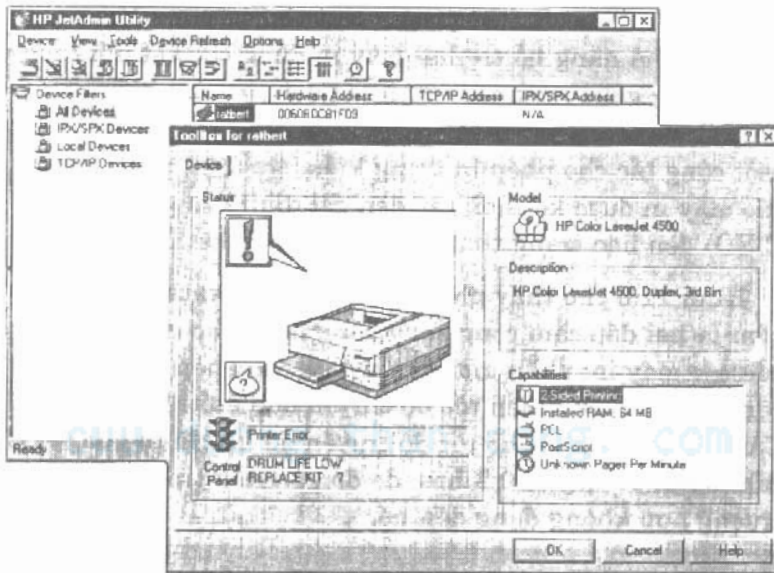 HP JetAdmin Utility
Device View Tools Device Refresh Options Help
Device Filters
All Devices
IPX/SPX Devices
Local Devices
TCP/IP Devices
Name Hardware Address TCP/IP Address IPX/SPX Address
ratbert N/A
ToolBox for ratbert
Device
Status
Printer Error
Control Panel
DRUM LIFE LOW
REPLACE KIT
Model
HP Color LaserJet 4500
Description
HP Color LaserJet 4500, Duplex, 3rd Bin
Capabilities
2-Sided Printing
Installed RAM: 64 MB
PCL
PostScript
Unknown Pages Per Minute
Ready
OK Cancel Help